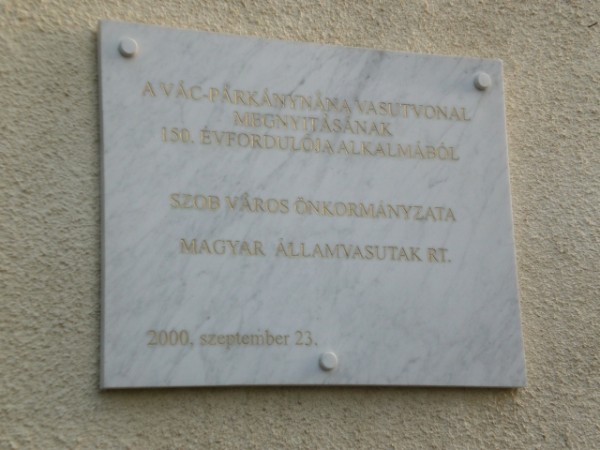 A VÁC-PÁRKÁNYNÁNA VASUTVONAL
MEGNYITÁSÁNAK
150. ÉVFORDULÓJA ALKALMÁBÓL
SZOB VÁROS ÖNKORMÁNYZATA
MAGYAR ÁLLAMVASUTAK RT.
2000. szeptember 23.